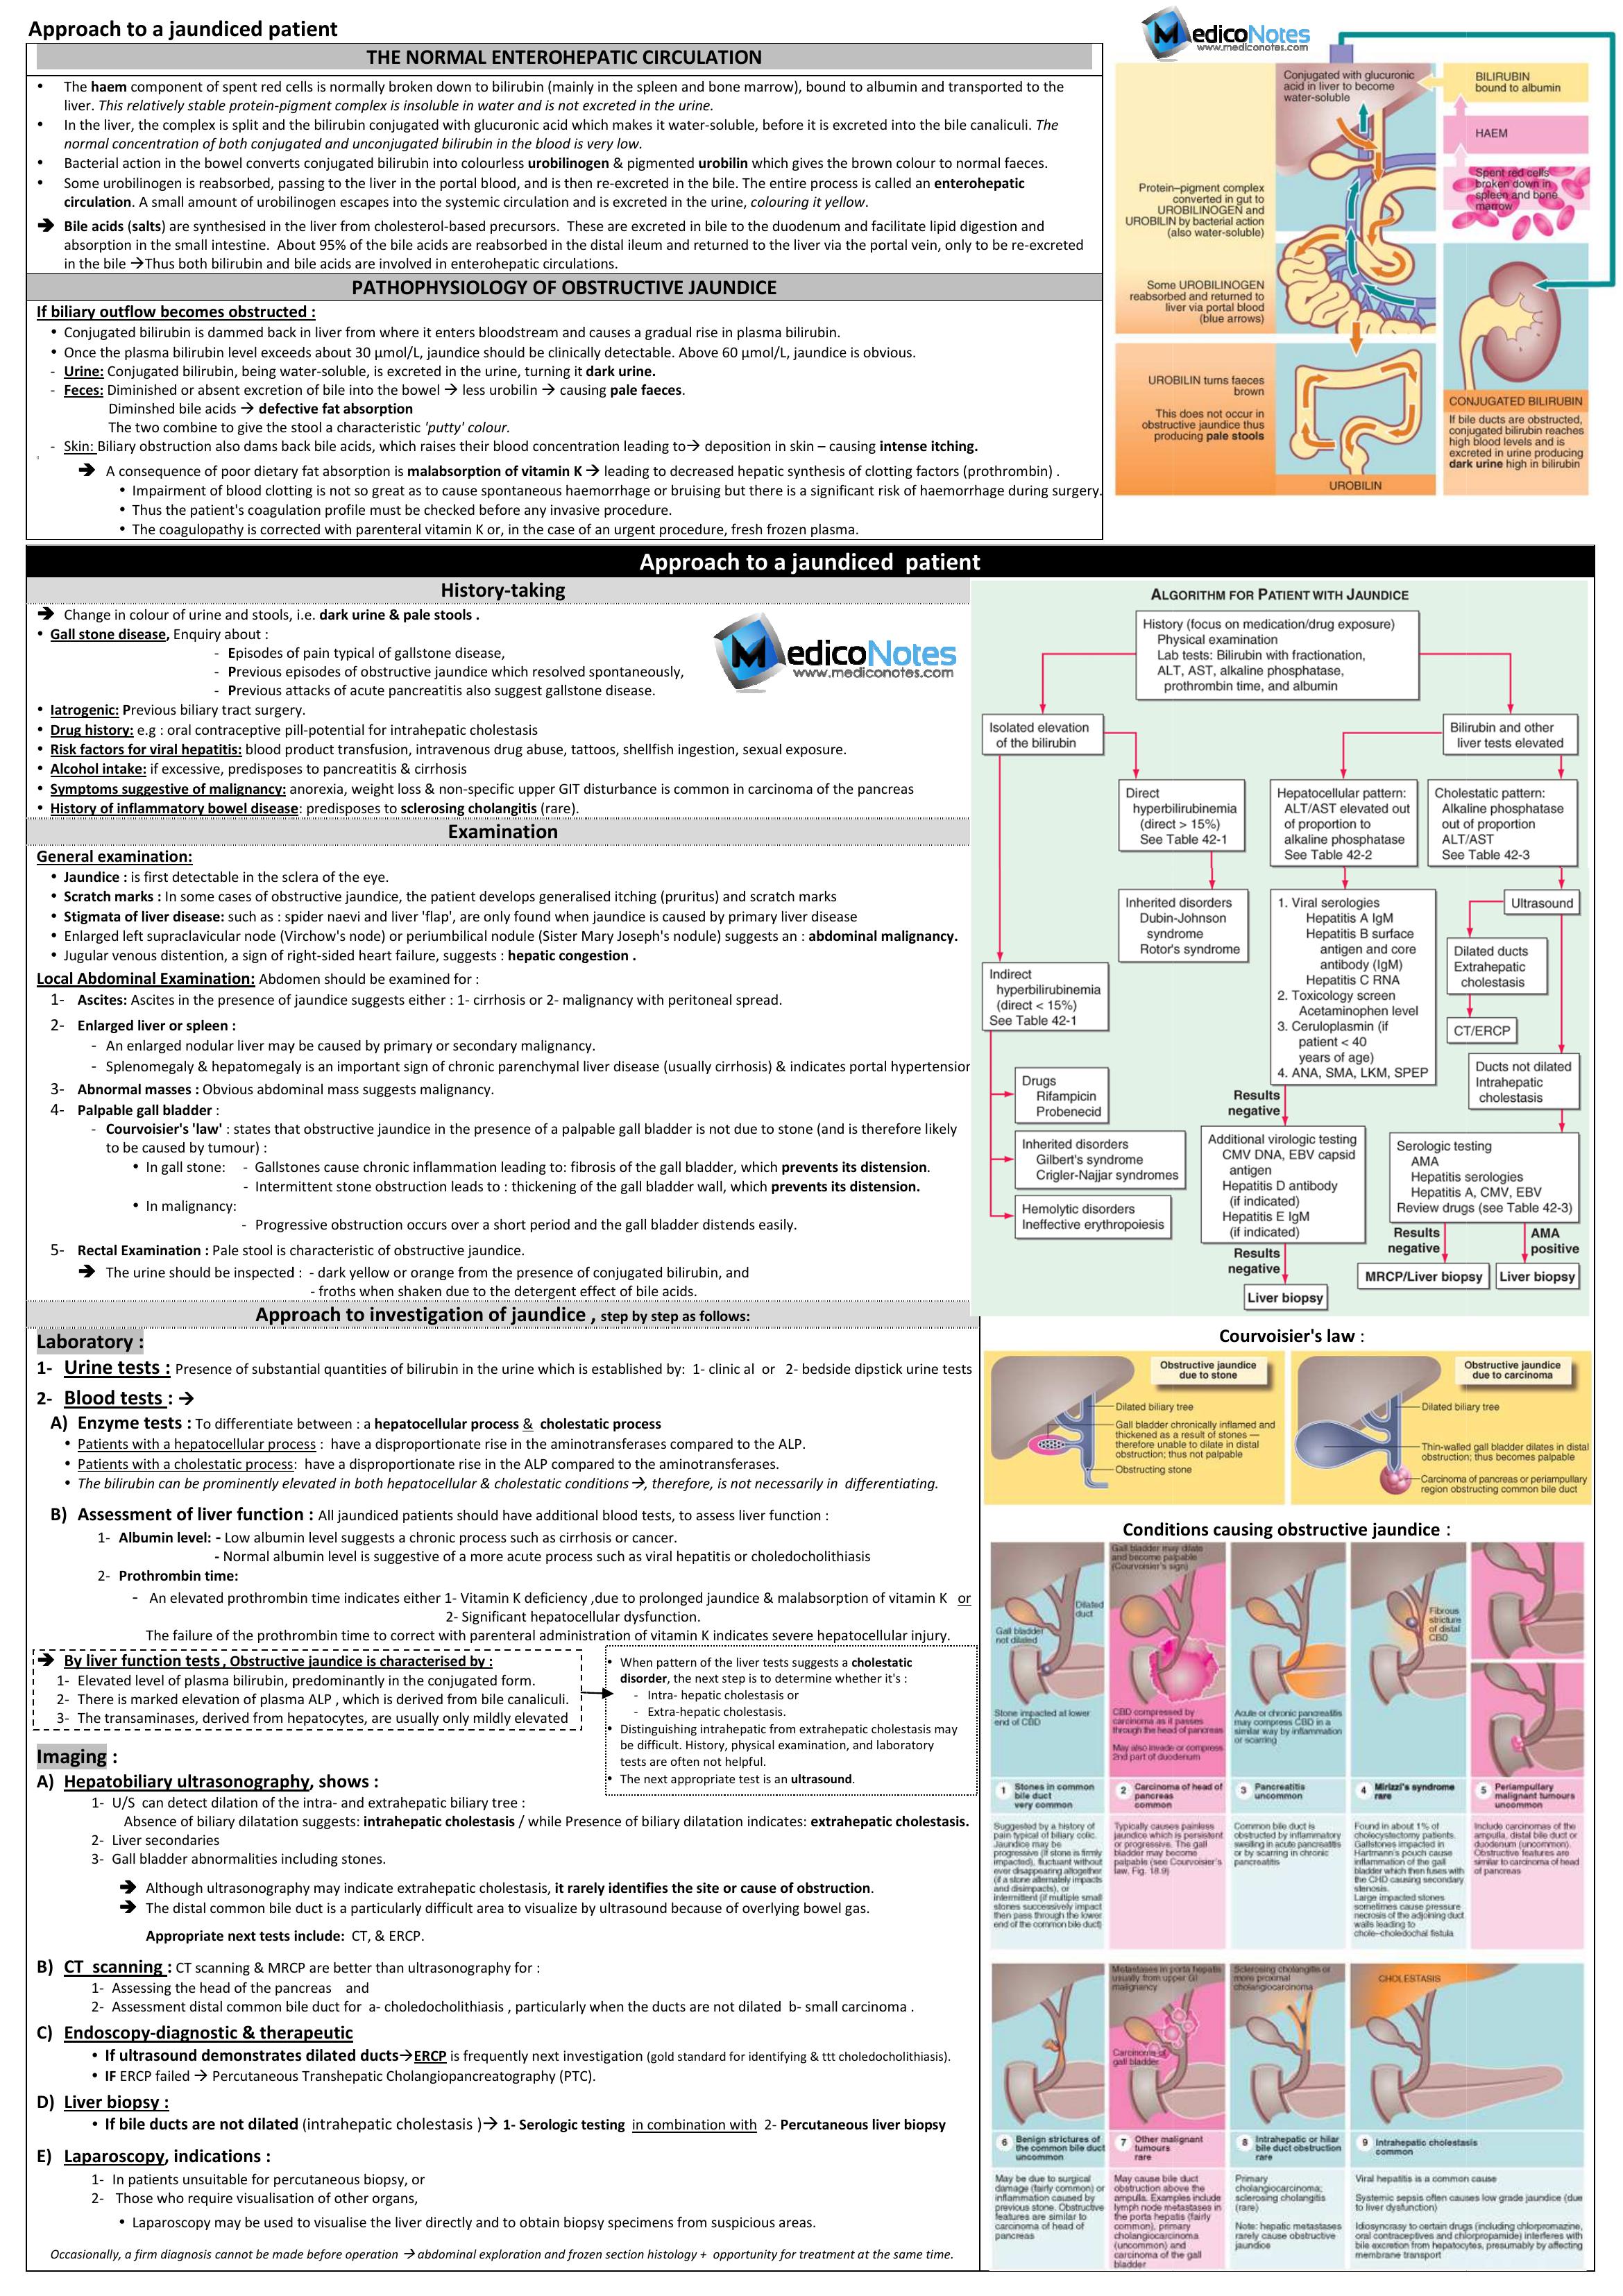 Approach to a jaundiced patient
MedicoNotes
www.mediconotes.com
THE NORMAL ENTEROHEPATIC CIRCULATION
• The haem component of spent red cells is normally broken down to bilirubin (mainly in the spleen and bone marrow), bound to albumin and transported to the
liver. This relatively stable protein-pigment complex is insoluble in water and is not excreted in the urine.
• In the liver, the complex is split and the bilirubin conjugated with glucuronic acid which makes it water-soluble, before it is excreted into the bile canaliculi. The
normal concentration of both conjugated and unconjugated bilirubin in the blood is very low.
• Bacterial action in the bowel converts conjugated bilirubin into colourless urobilinogen & pigmented urobilin which gives the brown colour to normal faeces.
• Some urobilinogen is reabsorbed, passing to the liver in the portal blood, and is then re-excreted in the bile. The entire process is called an enterohepatic
circulation. A small amount of urobilinogen escapes into the systemic circulation and is excreted in the urine, colouring it yellow.
➔ Bile acids (salts) are synthesised in the liver from cholesterol-based precursors. These are excreted in bile to the duodenum and facilitate lipid digestion and
absorption in the small intestine. About 95% of the bile acids are reabsorbed in the distal ileum and returned to the liver via the portal vein, only to be re-excreted
in the bile →Thus both bilirubin and bile acids are involved in enterohepatic circulations.
PATHOPHYSIOLOGY OF OBSTRUCTIVE JAUNDICE
If biliary outflow becomes obstructed :
• Conjugated bilirubin is dammed back in liver from where it enters bloodstream and causes a gradual rise in plasma bilirubin.
• Once the plasma bilirubin level exceeds about 30 µmol/L, jaundice should be clinically detectable. Above 60 µmol/L, jaundice is obvious.
- Urine: Conjugated bilirubin, being water-soluble, is excreted in the urine, turning it dark urine.
- Feces: Diminished or absent excretion of bile into the bowel → less urobilin → causing pale faeces.
Diminshed bile acids → defective fat absorption
The two combine to give the stool a characteristic 'putty' colour.
- Skin: Biliary obstruction also dams back bile acids, which raises their blood concentration leading to→ deposition in skin – causing intense itching.
➔ A consequence of poor dietary fat absorption is malabsorption of vitamin K → leading to decreased hepatic synthesis of clotting factors (prothrombin) .
• Impairment of blood clotting is not so great as to cause spontaneous haemorrhage or bruising but there is a significant risk of haemorrhage during surgery.
• Thus the patient's coagulation profile must be checked before any invasive procedure.
• The coagulopathy is corrected with parenteral vitamin K or, in the case of an urgent procedure, fresh frozen plasma.
Conjugated with glucuronic
acid in liver to become
water-soluble
BILIRUBIN
bound to albumin
HAEM
Spent red cells
broken down in
spleen and bone
marrow
Protein–pigment complex
converted in gut to
UROBILINOGEN and
UROBILIN by bacterial action
(also water-soluble)
Some UROBILINOGEN
reabsorbed and returned to
liver via portal blood
(blue arrows)
UROBILIN turns faeces
brown
This does not occur in
obstructive jaundice thus
producing pale stools
UROBILIN
CONJUGATED BILIRUBIN
If bile ducts are obstructed,
conjugated bilirubin reaches
high blood levels and is
excreted in urine producing
dark urine high in bilirubin
Approach to a jaundiced patient
History-taking
➔ Change in colour of urine and stools, i.e. dark urine & pale stools .
• Gall stone disease, Enquiry about :
- Episodes of pain typical of gallstone disease,
- Previous episodes of obstructive jaundice which resolved spontaneously,
- Previous attacks of acute pancreatitis also suggest gallstone disease.
MedicoNotes
www.mediconotes.com
• Iatrogenic: Previous biliary tract surgery.
• Drug history: e.g : oral contraceptive pill-potential for intrahepatic cholestasis
• Risk factors for viral hepatitis: blood product transfusion, intravenous drug abuse, tattoos, shellfish ingestion, sexual exposure.
• Alcohol intake: if excessive, predisposes to pancreatitis & cirrhosis
• Symptoms suggestive of malignancy: anorexia, weight loss & non-specific upper GIT disturbance is common in carcinoma of the pancreas
• History of inflammatory bowel disease: predisposes to sclerosing cholangitis (rare).
Examination
General examination:
• Jaundice : is first detectable in the sclera of the eye.
• Scratch marks : In some cases of obstructive jaundice, the patient develops generalised itching (pruritus) and scratch marks
• Stigmata of liver disease: such as : spider naevi and liver 'flap', are only found when jaundice is caused by primary liver disease
• Enlarged left supraclavicular node (Virchow's node) or periumbilical nodule (Sister Mary Joseph's nodule) suggests an : abdominal malignancy.
• Jugular venous distention, a sign of right-sided heart failure, suggests : hepatic congestion .
Local Abdominal Examination: Abdomen should be examined for :
1- Ascites: Ascites in the presence of jaundice suggests either : 1- cirrhosis or 2- malignancy with peritoneal spread.
2- Enlarged liver or spleen :
- An enlarged nodular liver may be caused by primary or secondary malignancy.
- Splenomegaly & hepatomegaly is an important sign of chronic parenchymal liver disease (usually cirrhosis) & indicates portal hypertension
3- Abnormal masses : Obvious abdominal mass suggests malignancy.
4- Palpable gall bladder :
- Courvoisier's 'law' : states that obstructive jaundice in the presence of a palpable gall bladder is not due to stone (and is therefore likely
to be caused by tumour) :
• In gall stone: - Gallstones cause chronic inflammation leading to: fibrosis of the gall bladder, which prevents its distension.
- Intermittent stone obstruction leads to : thickening of the gall bladder wall, which prevents its distension.
• In malignancy:
- Progressive obstruction occurs over a short period and the gall bladder distends easily.
5- Rectal Examination : Pale stool is characteristic of obstructive jaundice.
➔ The urine should be inspected : - dark yellow or orange from the presence of conjugated bilirubin, and
- froths when shaken due to the detergent effect of bile acids.
ALGORITHM FOR PATIENT WITH JAUNDICE
History (focus on medication/drug exposure)
Physical examination
Lab tests: Bilirubin with fractionation,
ALT, AST, alkaline phosphatase,
prothrombin time, and albumin
Isolated elevation
of the bilirubin
Bilirubin and other
liver tests elevated
Direct
hyperbilirubinemia
(direct > 15%)
See Table 42-1
Hepatocellular pattern:
ALT/AST elevated out
of proportion to
alkaline phosphatase
See Table 42-2
Cholestatic pattern:
Alkaline phosphatase
out of proportion
ALT/AST
See Table 42-3
Inherited disorders
Dubin-Johnson
syndrome
Rotor's syndrome
1. Viral serologies
Hepatitis A IgM
Hepatitis B surface
antigen and core
antibody (IgM)
Hepatitis C RNA
2. Toxicology screen
Acetaminophen level
3. Ceruloplasmin (if
patient < 40
years of age)
4. ANA, SMA, LKM, SPEP
Ultrasound
Dilated ducts
Extrahepatic
cholestasis
CT/ERCP
Ducts not dilated
Intrahepatic
cholestasis
Indirect
hyperbilirubinemia
(direct < 15%)
See Table 42-1
Drugs
Rifampicin
Probenecid
Inherited disorders
Gilbert's syndrome
Crigler-Najjar syndromes
Hemolytic disorders
Ineffective erythropoiesis
Results
negative
Additional virologic testing
CMV DNA, EBV capsid
antigen
Hepatitis D antibody
(if indicated)
Hepatitis E IgM
(if indicated)
Results
negative
Liver biopsy
Serologic testing
AMA
Hepatitis serologies
Hepatitis A, CMV, EBV
Review drugs (see Table 42-3)
Results
negative
AMA
positive
MRCP/Liver biopsy
Liver biopsy
Approach to investigation of jaundice , step by step as follows:
Laboratory :
1- Urine tests : Presence of substantial quantities of bilirubin in the urine which is established by: 1- clinic al or 2- bedside dipstick urine tests
2- Blood tests : →
A) Enzyme tests : To differentiate between : a hepatocellular process & cholestatic process
• Patients with a hepatocellular process : have a disproportionate rise in the aminotransferases compared to the ALP.
• Patients with a cholestatic process: have a disproportionate rise in the ALP compared to the aminotransferases.
• The bilirubin can be prominently elevated in both hepatocellular & cholestatic conditions →, therefore, is not necessarily in differentiating.
B) Assessment of liver function : All jaundiced patients should have additional blood tests, to assess liver function :
1- Albumin level: - Low albumin level suggests a chronic process such as cirrhosis or cancer.
- Normal albumin level is suggestive of a more acute process such as viral hepatitis or choledocholithiasis
2- Prothrombin time:
- An elevated prothrombin time indicates either 1- Vitamin K deficiency ,due to prolonged jaundice & malabsorption of vitamin K or
2- Significant hepatocellular dysfunction.
The failure of the prothrombin time to correct with parenteral administration of vitamin K indicates severe hepatocellular injury.
➔ By liver function tests , Obstructive jaundice is characterised by :
1- Elevated level of plasma bilirubin, predominantly in the conjugated form.
2- There is marked elevation of plasma ALP , which is derived from bile canaliculi.
3- The transaminases, derived from hepatocytes, are usually only mildly elevated
• When pattern of the liver tests suggests a cholestatic
disorder, the next step is to determine whether it's :
- Intra- hepatic cholestasis or
- Extra-hepatic cholestasis.
• Distinguishing intrahepatic from extrahepatic cholestasis may
be difficult. History, physical examination, and laboratory
tests are often not helpful.
• The next appropriate test is an ultrasound.
Imaging :
A) Hepatobiliary ultrasonography, shows :
1- U/S can detect dilation of the intra- and extrahepatic biliary tree :
Absence of biliary dilatation suggests: intrahepatic cholestasis / while Presence of biliary dilatation indicates: extrahepatic cholestasis.
2- Liver secondaries
3- Gall bladder abnormalities including stones.
➔ Although ultrasonography may indicate extrahepatic cholestasis, it rarely identifies the site or cause of obstruction.
➔ The distal common bile duct is a particularly difficult area to visualize by ultrasound because of overlying bowel gas.
Appropriate next tests include: CT, & ERCP.
B) CT scanning : CT scanning & MRCP are better than ultrasonography for :
1- Assessing the head of the pancreas and
2- Assessment distal common bile duct for a- choledocholithiasis , particularly when the ducts are not dilated b- small carcinoma .
C) Endoscopy-diagnostic & therapeutic
• If ultrasound demonstrates dilated ducts→ERCP is frequently next investigation (gold standard for identifying & ttt choledocholithiasis).
• IF ERCP failed → Percutaneous Transhepatic Cholangiopancreatography (PTC).
D) Liver biopsy :
• If bile ducts are not dilated (intrahepatic cholestasis )→ 1- Serologic testing in combination with 2- Percutaneous liver biopsy
E) Laparoscopy, indications :
1- In patients unsuitable for percutaneous biopsy, or
2- Those who require visualisation of other organs,
• Laparoscopy may be used to visualise the liver directly and to obtain biopsy specimens from suspicious areas.
Occasionally, a firm diagnosis cannot be made before operation → abdominal exploration and frozen section histology + opportunity for treatment at the same time.
Courvoisier's law :
Obstructive jaundice
due to stone
Dilated biliary tree
Gall bladder chronically inflamed and
thickened as a result of stones —
therefore unable to dilate in distal
obstruction; thus not palpable
Obstructing stone
Obstructive jaundice
due to carcinoma
Dilated biliary tree
Thin-walled gall bladder dilates in distal
obstruction; thus becomes palpable
Carcinoma of pancreas or periampullary
region obstructing common bile duct
Conditions causing obstructive jaundice :
Dilated
duct
Gall bladder
not dilated
Stone impacted at lower
end of CBD
Gall bladder may dilate
and become palpable
(Courvoisier's sign)
CBD compressed by
carcinoma as it passes
through the head of pancreas
May also invade or compress
2nd part of duodenum
Acute or chronic pancreatitis
may compress CBD in a
similar way by inflammation
or scarring
Fibrous
stricture
of distal
CBD
1 Stones in common
bile duct
very common
2 Carcinoma of head of
pancreas
common
3 Pancreatitis
uncommon
4 Mirizzi's syndrome
rare
5 Periampullary
malignant tumours
uncommon
Suggested by a history of
pain typical of biliary colic.
Jaundice may be
progressive (if stone is firmly
impacted), fluctuant without
ever disappearing altogether
(if a stone alternately impacts
and disimpacts), or
intermittent (if multiple small
stones successively impact
then pass through the lower
end of the common bile duct)
Typically causes painless
jaundice which is persistent
or progressive. The gall
bladder may become
palpable (see Courvoisier's
law, Fig. 18.9)
Common bile duct is
obstructed by inflammatory
swelling in acute pancreatitis
or by scarring in chronic
pancreatitis
Found in about 1% of
cholecystectomy patients.
Gallstones impacted in
Hartmann's pouch cause
inflammation of the gall
bladder which then fuses with
the CHD causing secondary
stenosis.
Large impacted stones
sometimes cause pressure
necrosis of the adjoining duct
walls leading to
chole–choledochal fistula
Include carcinomas of the
ampulla, distal bile duct or
duodenum (uncommon).
Obstructive features are
similar to carcinoma of head
of pancreas
Metastases in porta hepatis
usually from upper GI
malignancy
Carcinoma of
gall bladder
Sclerosing cholangitis or
more proximal
cholangiocarcinoma
CHOLESTASIS
6 Benign strictures of
the common bile duct
uncommon
7 Other malignant
tumours
rare
8 Intrahepatic or hilar
bile duct obstruction
rare
9 Intrahepatic cholestasis
common
May be due to surgical
damage (fairly common) or
inflammation caused by
previous stone. Obstructive
features are similar to
carcinoma of head of
pancreas
May cause bile duct
obstruction above the
ampulla. Examples include
lymph node metastases in
the porta hepatis (fairly
common), primary
cholangiocarcinoma
(uncommon) and
carcinoma of the gall
bladder
Primary
cholangiocarcinoma;
sclerosing cholangitis
(rare)
Note: hepatic metastases
rarely cause obstructive
jaundice
Viral hepatitis is a common cause
Systemic sepsis often causes low grade jaundice (due
to liver dysfunction)
Idiosyncrasy to certain drugs (including chlorpromazine,
oral contraceptives and chlorpropamide) interferes with
bile excretion from hepatocytes, presumably by affecting
membrane transport